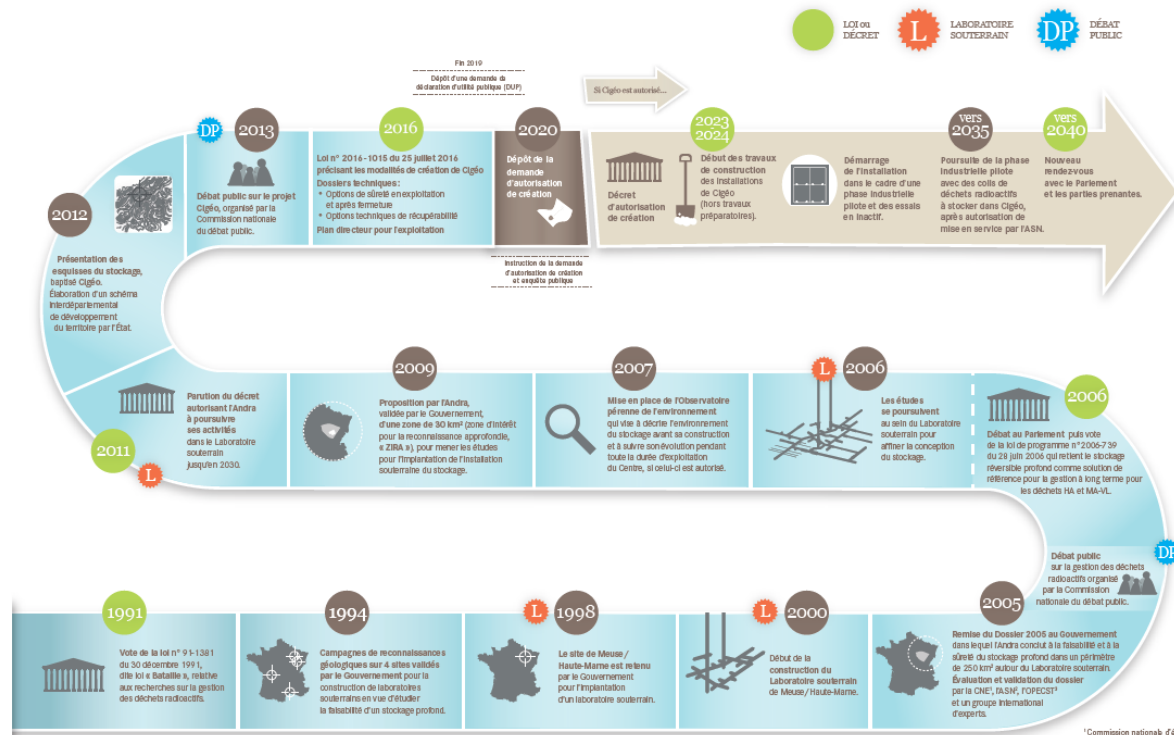 LOI ou
DÉCRET
L
LABORATOIRE
SOUTERRAIN
DP
DÉBAT
PUBLIC
Fin 2019
Dépôt d'une demande de
déclaration d'utilité publique (DUP)
Si Cigéo est autorisé...
DP
2013
Débat public sur le projet
Cigéo, organisé par la
Commission nationale
du débat public.
2016
Loi n° 2016-1015 du 25 juillet 2016
précisant les modalités de création de Cigéo
Dossiers techniques :
• Options de sûreté en exploitation
et après fermeture
• Options techniques de récupérabilité
Plan directeur pour l'exploitation
2020
Dépôt de la
demande
d'autorisation
de création
Instruction de la demande
d'autorisation de création
et enquête publique
2023
2024
Décret
d'autorisation
de création
Début des travaux
de construction
des installations
de Cigéo
(hors travaux
préparatoires).
Démarrage
de l'installation
dans le cadre d'une
phase industrielle
pilote et des essais
en inactif.
vers
2035
Poursuite de la phase
industrielle pilote
avec des colis de
déchets radioactifs
à stocker dans Cigéo,
après autorisation de
mise en service par l'ASN.
vers
2040
Nouveau
rendez-vous
avec le Parlement
et les parties prenantes.
2012
Présentation des
esquisses du stockage,
baptisé Cigéo.
Élaboration d'un schéma
interdépartemental
de développement
du territoire par l'État.
2011
L
Parution du décret
autorisant l'Andra
à poursuivre
ses activités
dans le Laboratoire
souterrain
jusqu'en 2030.
2009
Proposition par l'Andra,
validée par le Gouvernement,
d'une zone de 30 km² (zone d'intérêt
pour la reconnaissance approfondie,
« ZIRA »), pour mener les études
pour l'implantation de l'installation
souterraine du stockage.
2007
Mise en place de l'Observatoire
pérenne de l'environnement
qui vise à décrire l'environnement
du stockage avant sa construction
et à suivre son évolution pendant
toute la durée d'exploitation
du Centre, si celui-ci est autorisé.
L
2006
Les études
se poursuivent
au sein du Laboratoire
souterrain pour
affiner la conception
du stockage.
2006
Débat au Parlement puis vote
de la loi de programme n°2006-739
du 28 juin 2006 qui retient le stockage
réversible profond comme solution de
référence pour la gestion à long terme pour
les déchets HA et MA-VL.
DP
Débat public
sur la gestion des déchets
radioactifs organisé
par la Commission
nationale du débat public.
1991
Vote de la loi n° 91-1381
du 30 décembre 1991,
dite loi « Bataille », relative
aux recherches sur la gestion
des déchets radioactifs.
1994
Campagnes de reconnaissances
géologiques sur 4 sites validés
par le Gouvernement pour la
construction de laboratoires
souterrains en vue d'étudier
la faisabilité d'un stockage profond.
L
1998
Le site de Meuse/
Haute-Marne est retenu
par le Gouvernement
pour l'implantation
d'un laboratoire souterrain.
L
2000
Début de la
construction du
Laboratoire souterrain
de Meuse/Haute-Marne.
2005
Remise du Dossier 2005 au Gouvernement
dans lequel l'Andra conclut à la faisabilité et à la
sûreté du stockage profond dans un périmètre
de 250 km² autour du Laboratoire souterrain.
Évaluation et validation du dossier
par la CNE¹, l'ASN², l'OPECST³
et un groupe international
d'experts.
¹Commission nationale d'é